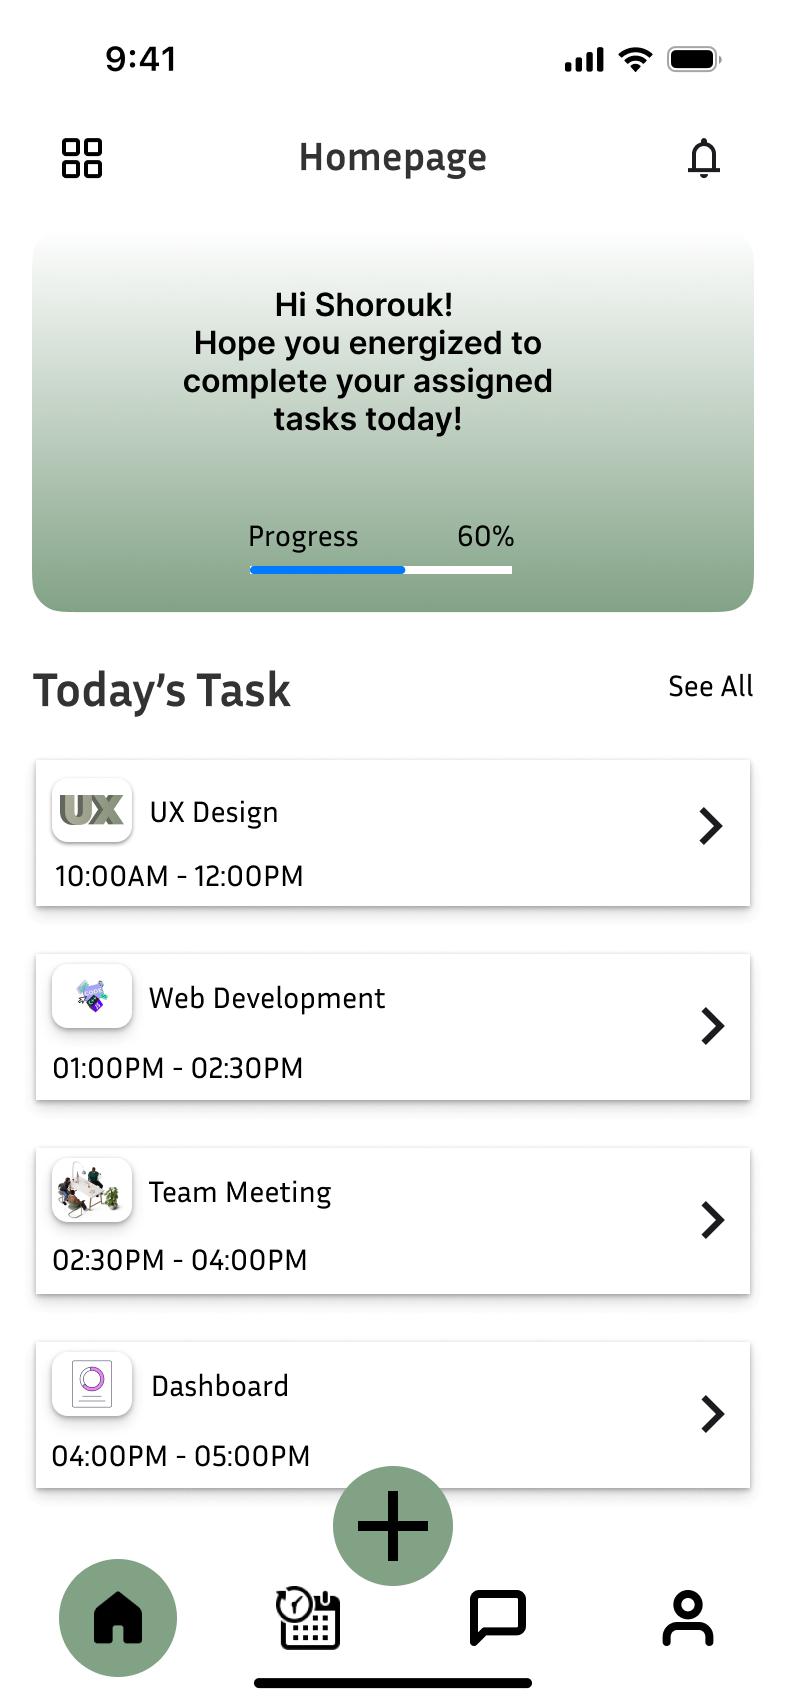 9:41
Homepage
Hi Shorouk!
Hope you energized to
complete your assigned
tasks today!
Progress 60%
Today's Task See All
UX UX Design
10:00AM - 12:00PM
Web Development
01:00PM - 02:30PM
Team Meeting
02:30PM - 04:00PM
Dashboard
04:00PM - 05:00PM